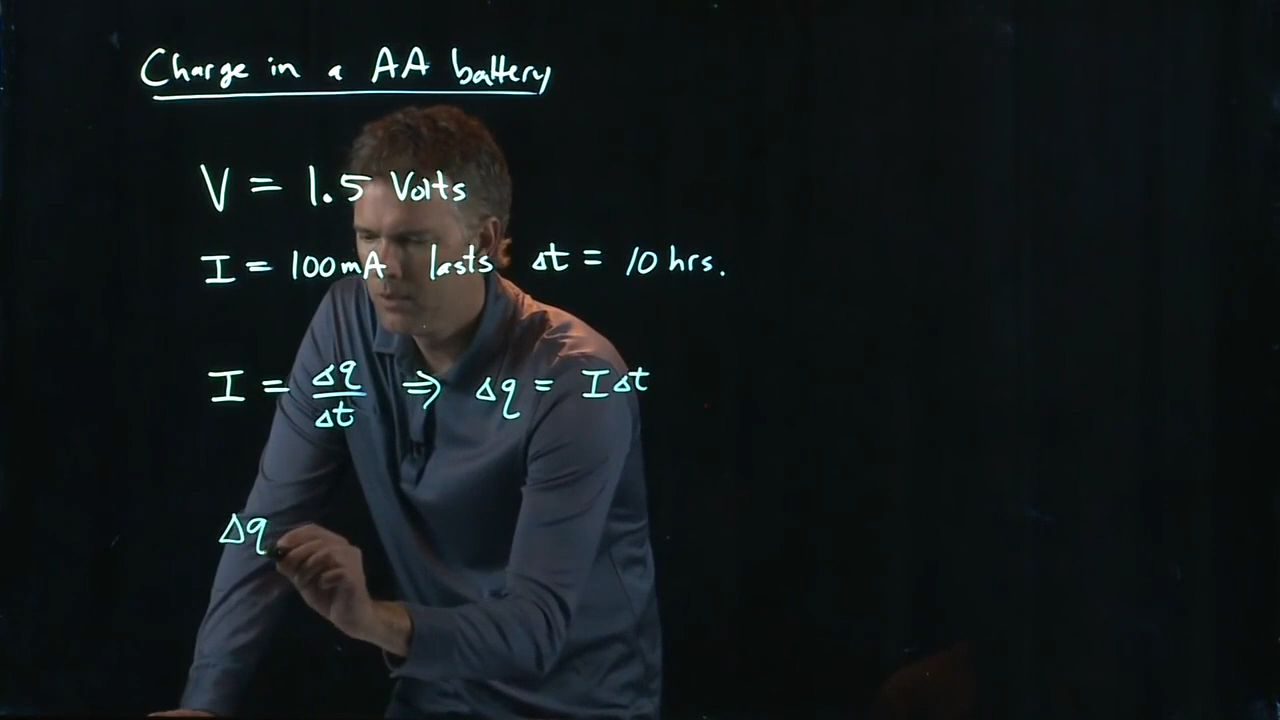 Charge in a AA battery
V = 1.5 Volts
I = 100mA lasts Δt = 10 hrs.
I = Δq/Δt ⇒ Δq = IΔt
Δq